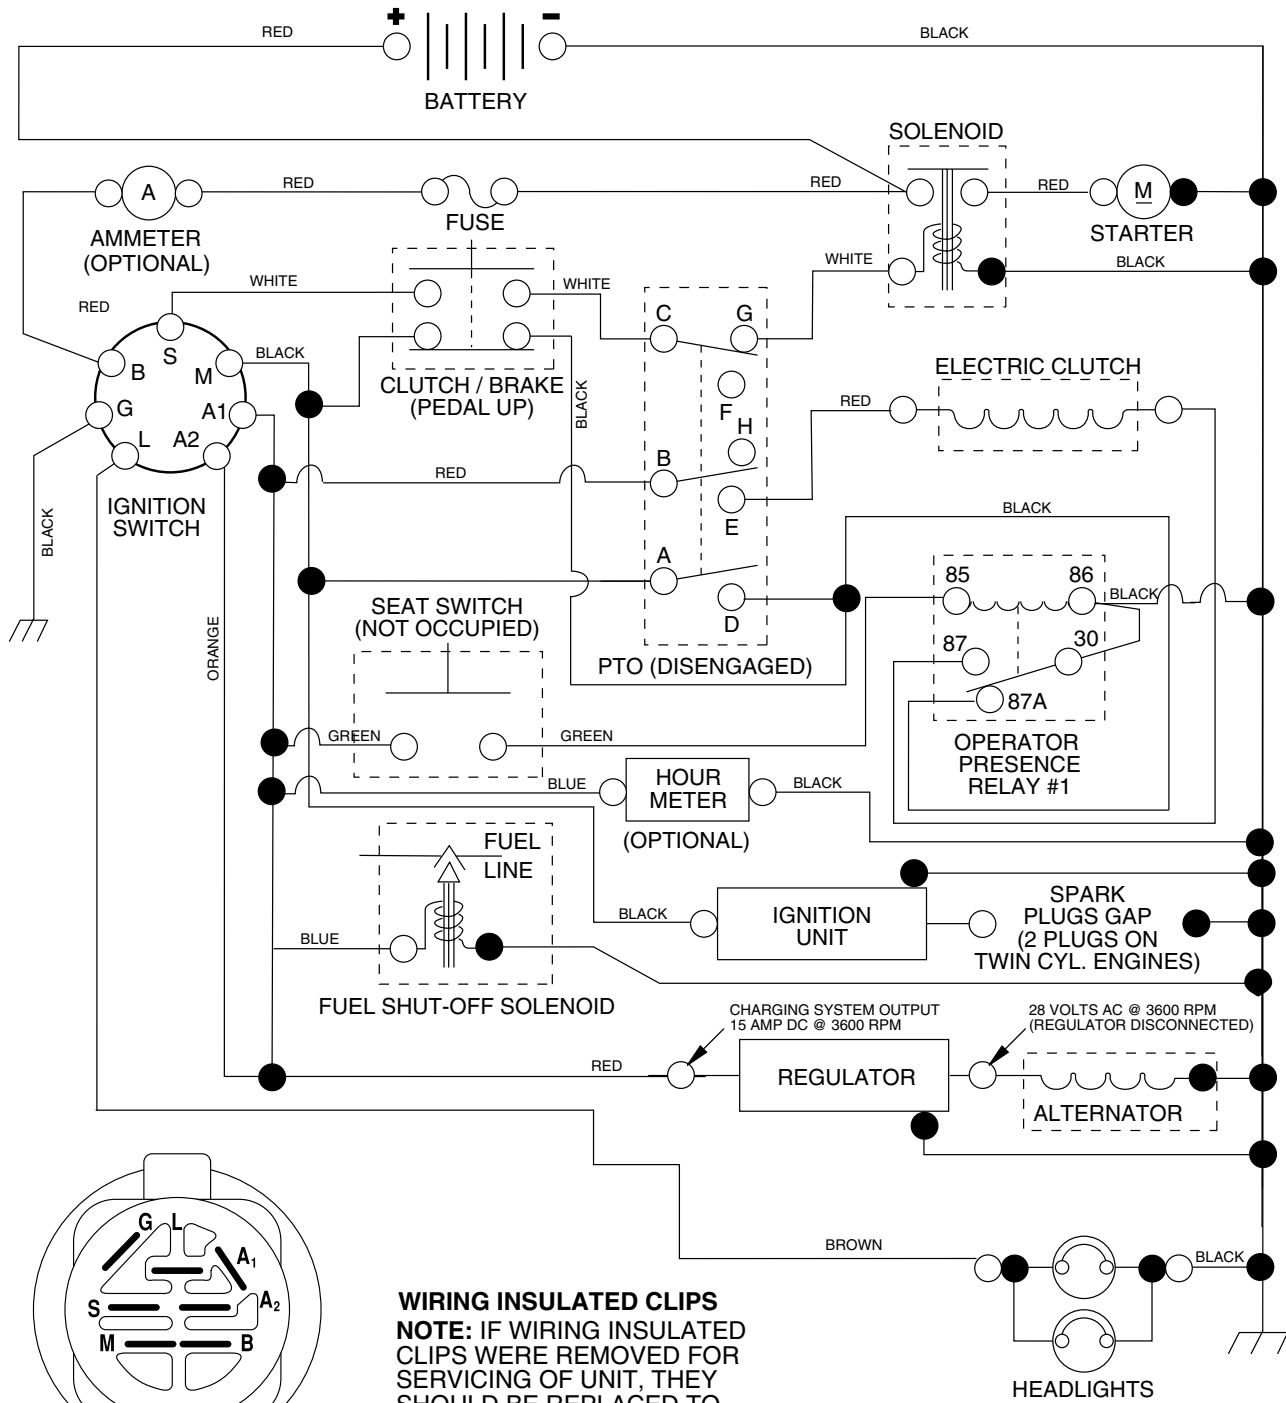 + −
RED
BLACK
BATTERY
SOLENOID
A
RED
RED
RED
M
FUSE
AMMETER
(OPTIONAL)
STARTER
WHITE
WHITE
WHITE
BLACK
RED
S
B
M
G
A1
L
A2
BLACK
IGNITION
SWITCH
CLUTCH / BRAKE
(PEDAL UP)
BLACK
C
G
F
H
B
E
A
D
ELECTRIC CLUTCH
RED
RED
BLACK
BLACK
ORANGE
SEAT SWITCH
(NOT OCCUPIED)
PTO (DISENGAGED)
85
86
BLACK
87
30
87A
GREEN
GREEN
OPERATOR
PRESENCE
RELAY #1
BLUE
HOUR
METER
BLACK
(OPTIONAL)
FUEL
LINE
BLACK
IGNITION
UNIT
SPARK
PLUGS GAP
(2 PLUGS ON
TWIN CYL. ENGINES)
BLUE
FUEL SHUT-OFF SOLENOID
CHARGING SYSTEM OUTPUT
15 AMP DC @ 3600 RPM
28 VOLTS AC @ 3600 RPM
(REGULATOR DISCONNECTED)
RED
REGULATOR
ALTERNATOR
G L
A1
S
A2
M
B
BROWN
BLACK
HEADLIGHTS
WIRING INSULATED CLIPS
NOTE: IF WIRING INSULATED
CLIPS WERE REMOVED FOR
SERVICING OF UNIT, THEY
SHOULD BE REPLACED TO